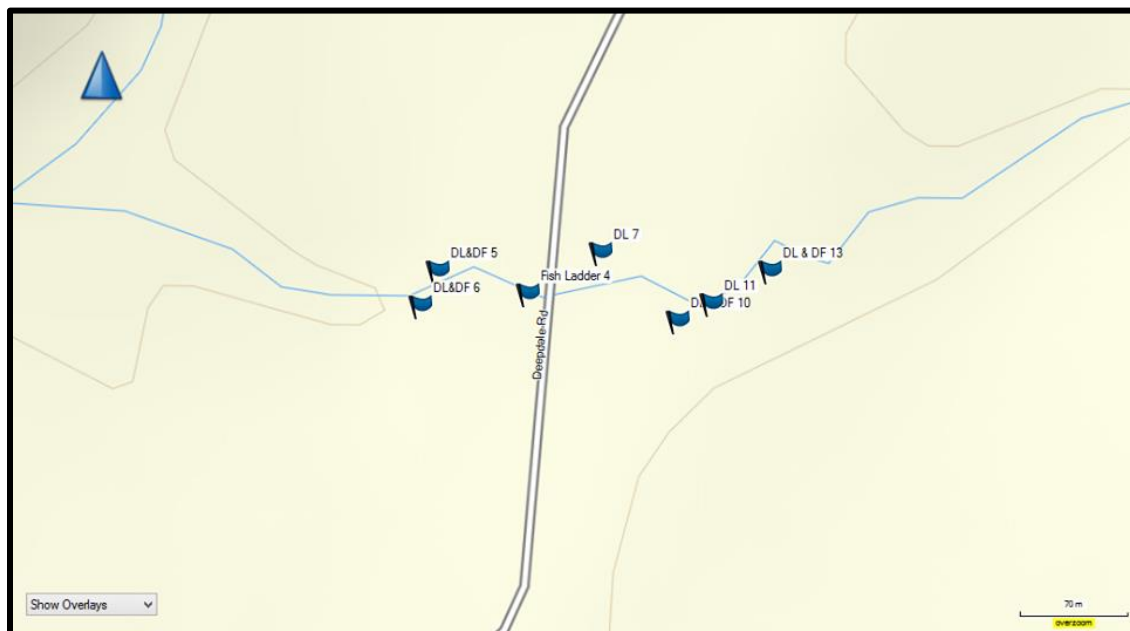 DL 7
DL&DF 5
DL & DF 13
Fish Ladder 4
DL&DF 6
DL 11
DF 10
Deepdale Rd
Show Overlays
70 m
overzoom